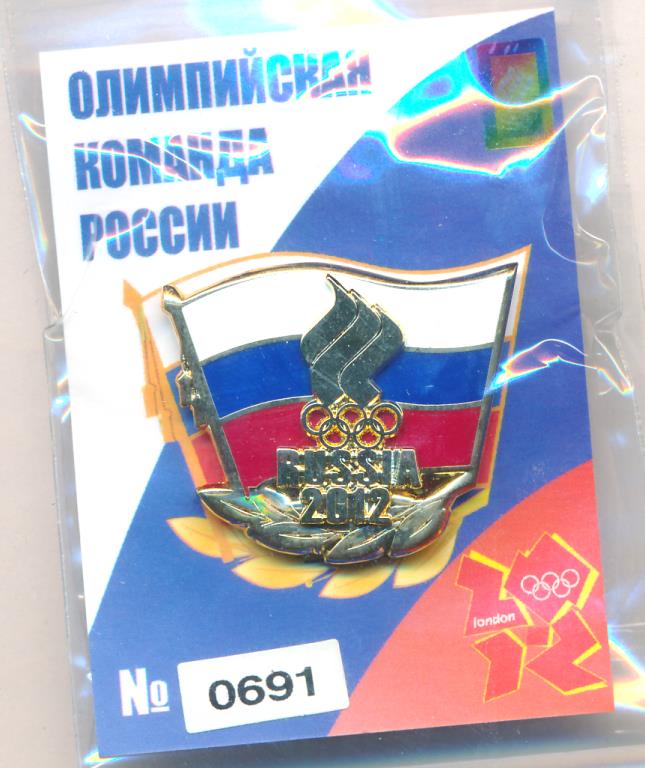 ОЛИМПИЙСКАЯ
КОМАНДА
РОССИИ
RUSSIA
2012
london
№ 0691